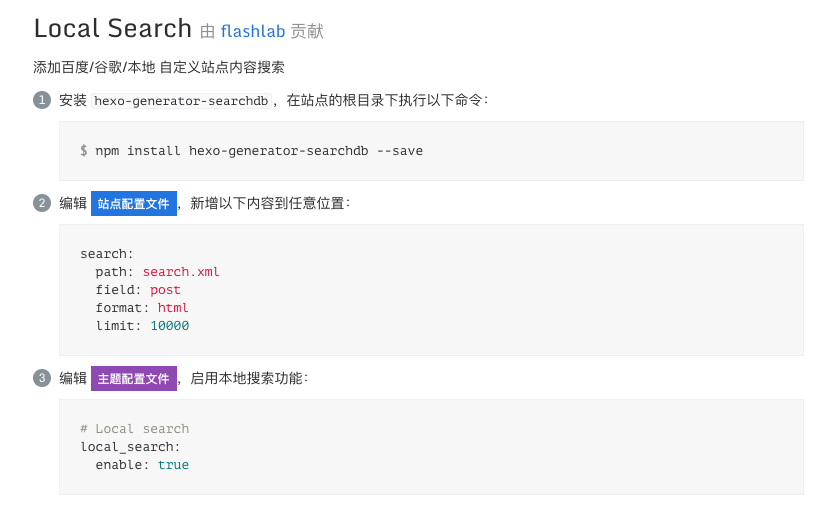 Local Search 由 flashlab 贡献
添加百度/谷歌/本地 自定义站点内容搜索
1 安装 hexo-generator-searchdb，在站点的根目录下执行以下命令：
$ npm install hexo-generator-searchdb --save
2 编辑 站点配置文件，新增以下内容到任意位置：
search:
  path: search.xml
  field: post
  format: html
  limit: 10000
3 编辑 主题配置文件，启用本地搜索功能：
# Local search
local_search:
  enable: true